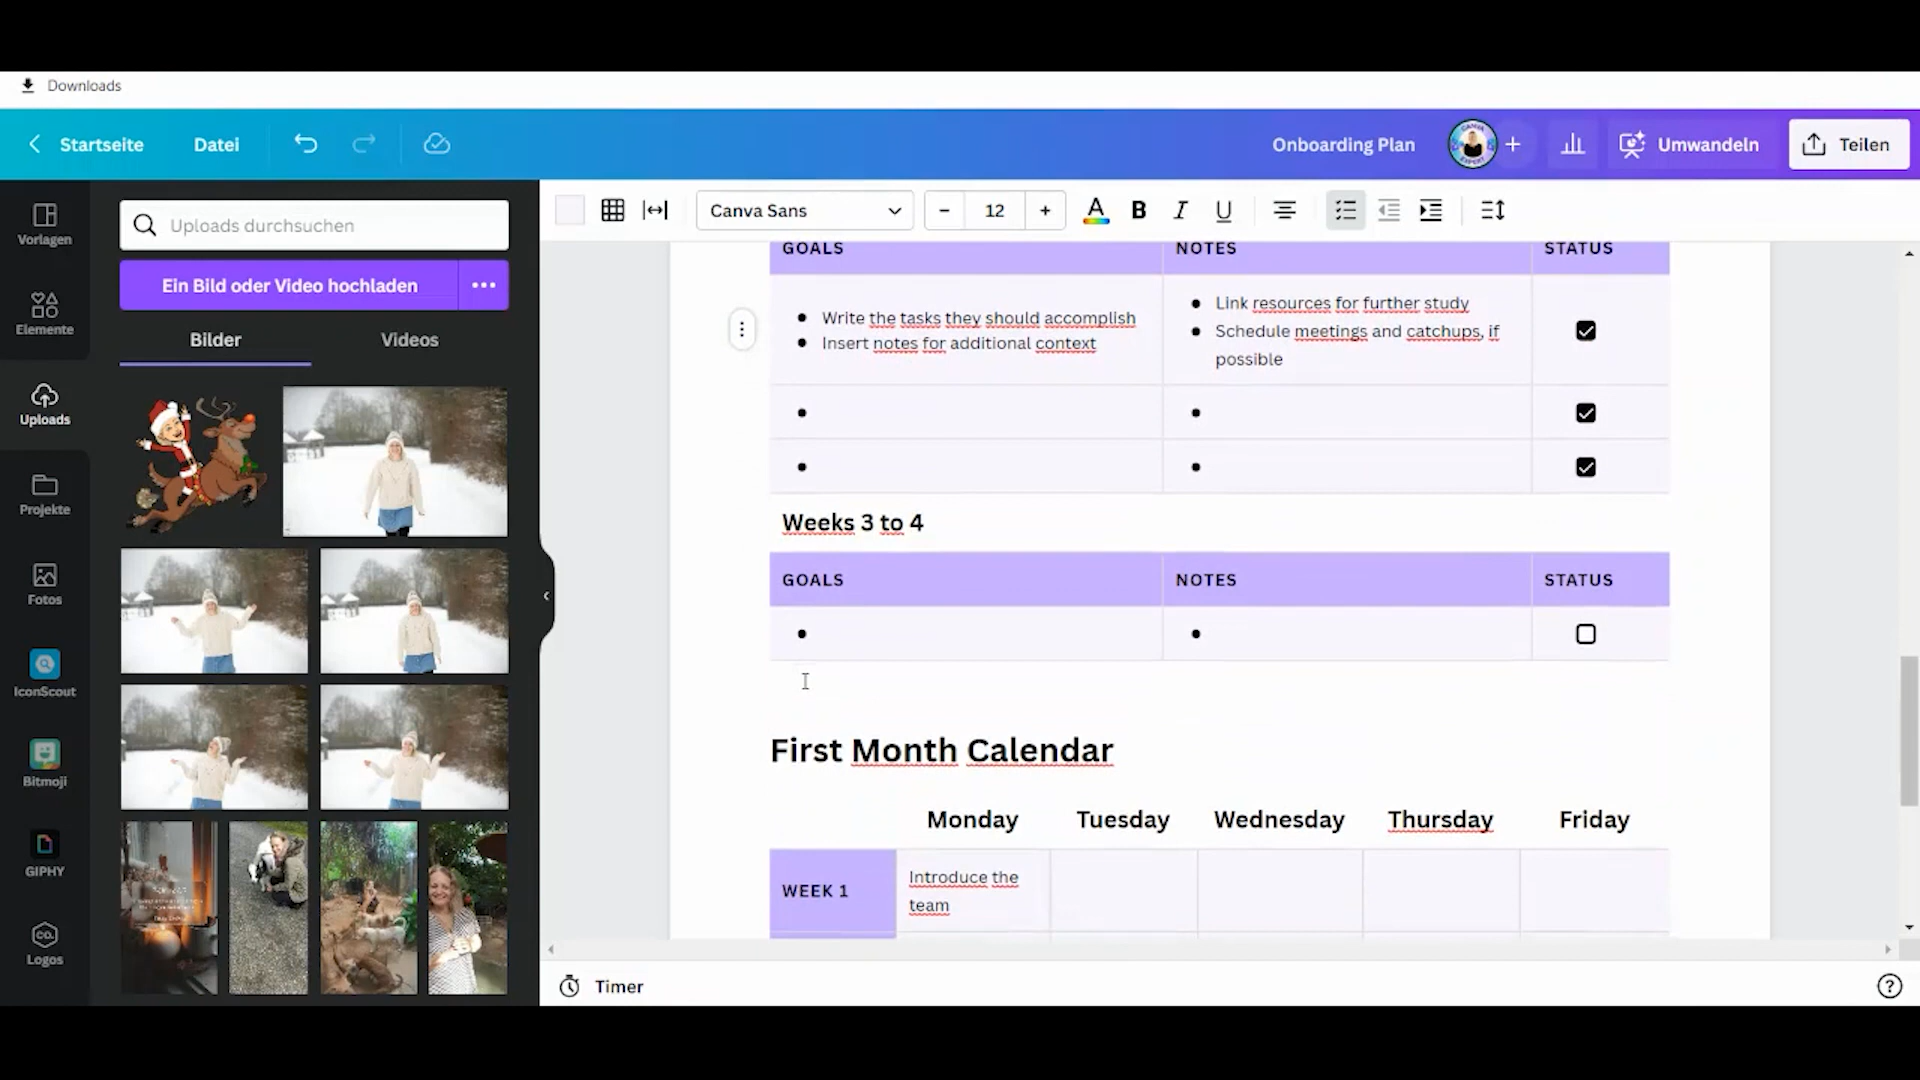 Downloads
Startseite
Datei
Onboarding Plan
Umwandeln
Teilen
Canva Sans
12
A
B
I
U
Vorlagen
Elemente
Uploads
Projekte
Fotos
IconScout
Bitmoji
GIPHY
CO.
Logos
Uploads durchsuchen
Ein Bild oder Video hochladen
Bilder
Videos
GOALS
NOTES
STATUS
Write the tasks they should accomplish
Insert notes for additional context
Link resources for further study
Schedule meetings and catchups, if
possible
Weeks 3 to 4
GOALS
NOTES
STATUS
First Month Calendar
Monday
Tuesday
Wednesday
Thursday
Friday
WEEK 1
Introduce the
team
Timer